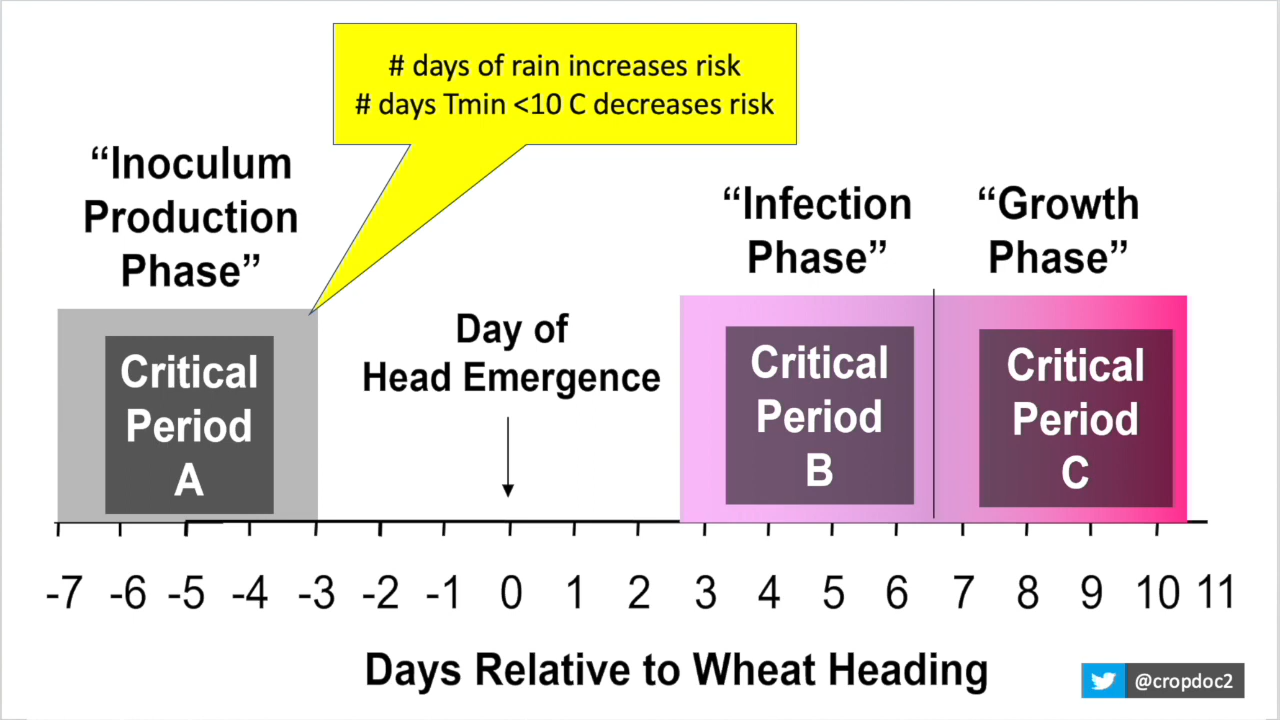 # days of rain increases risk
# days Tmin <10 C decreases risk
“Inoculum
Production
Phase”
“Infection
Phase”
“Growth
Phase”
Day of
Head Emergence
Critical
Period
A
Critical
Period
B
Critical
Period
C
-7 -6 -5 -4 -3 -2 -1 0 1 2 3 4 5 6 7 8 9 10 11
Days Relative to Wheat Heading
@cropdoc2